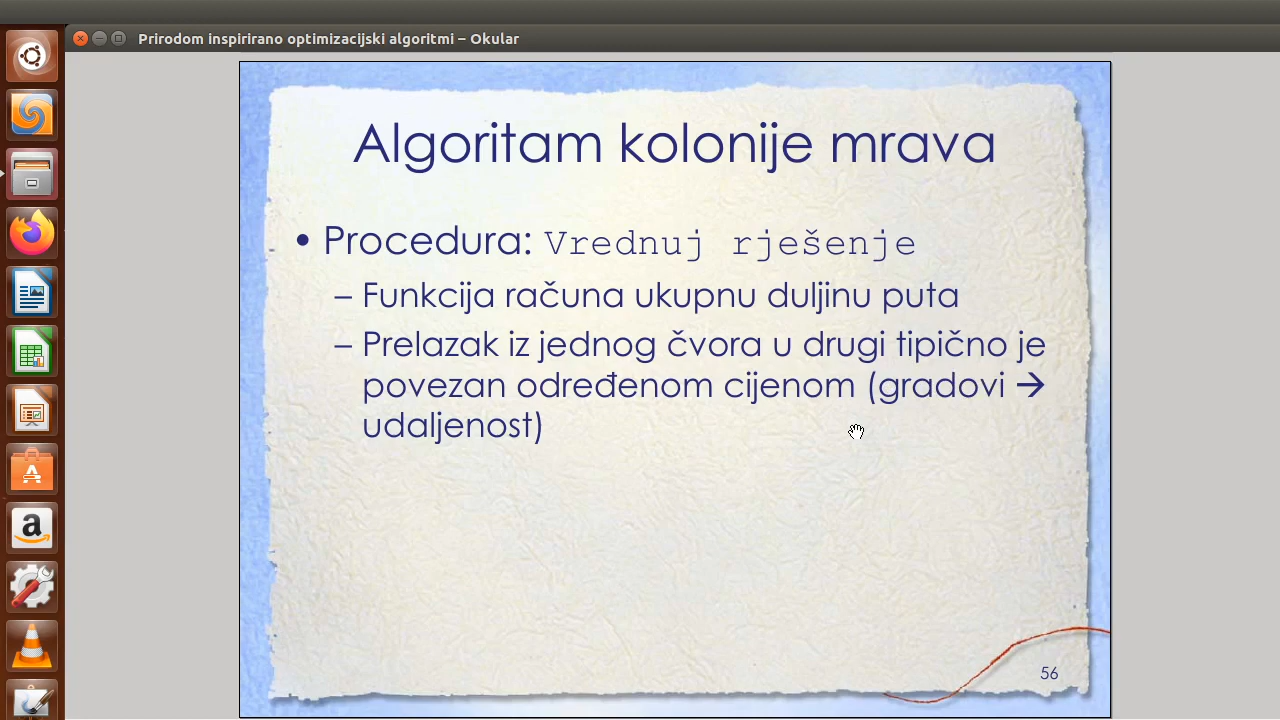 Prirodom inspirirano optimizacijski algoritmi – Okular
Algoritam kolonije mrava
• Procedura: Vrednuj rješenje
– Funkcija računa ukupnu duljinu puta
– Prelazak iz jednog čvora u drugi tipično je
povezan određenom cijenom (gradovi →
udaljenost)
56